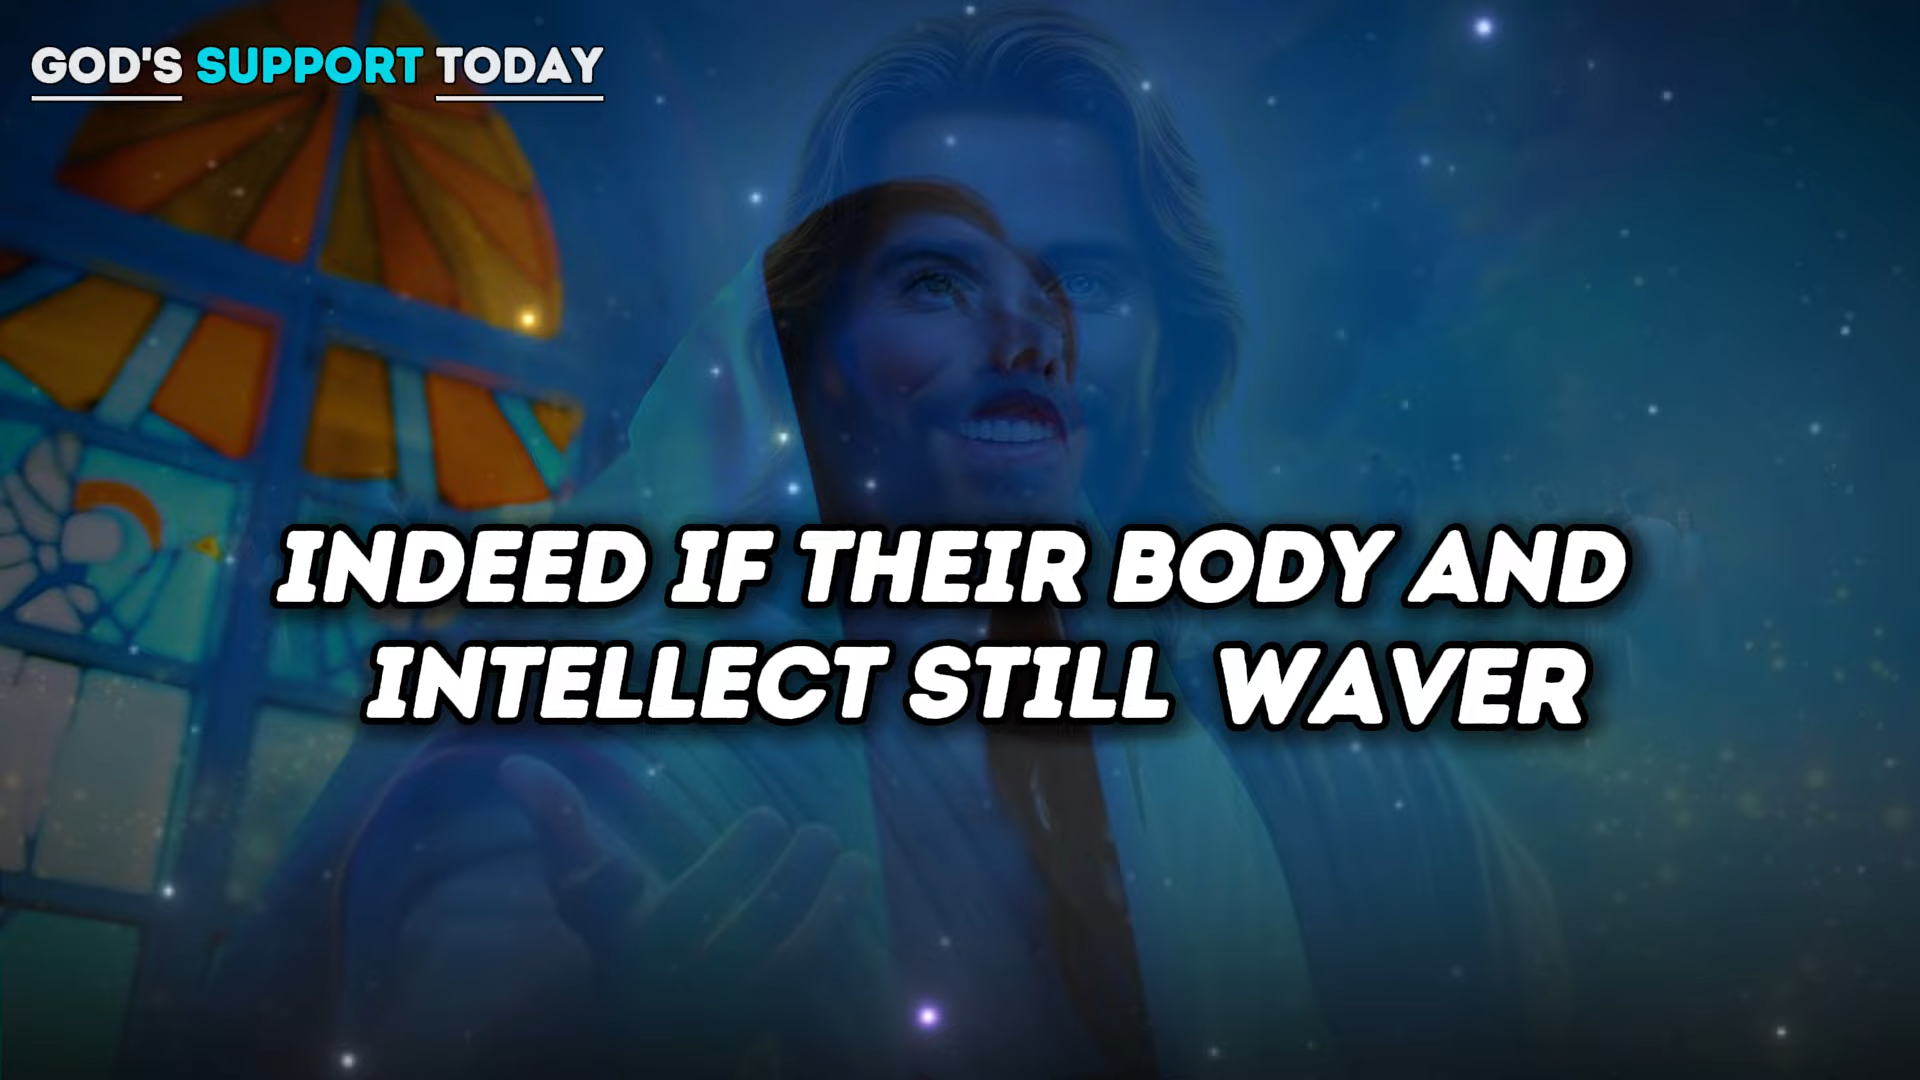 GOD'S SUPPORT TODAY
INDEED IF THEIR BODY AND
INTELLECT STILL WAVER